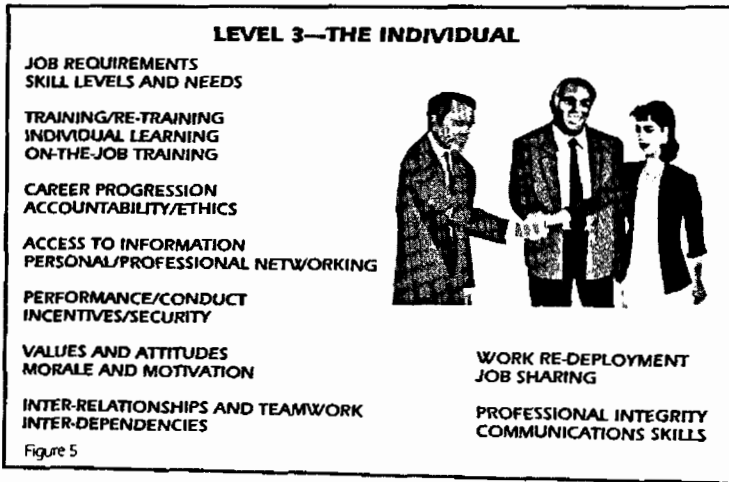 LEVEL 3—THE INDIVIDUAL
JOB REQUIREMENTS
SKILL LEVELS AND NEEDS
TRAINING/RE-TRAINING
INDIVIDUAL LEARNING
ON-THE-JOB TRAINING
CAREER PROGRESSION
ACCOUNTABILITY/ETHICS
ACCESS TO INFORMATION
PERSONAL/PROFESSIONAL NETWORKING
PERFORMANCE/CONDUCT
INCENTIVES/SECURITY
VALUES AND ATTITUDES
MORALE AND MOTIVATION
INTER-RELATIONSHIPS AND TEAMWORK
INTER-DEPENDENCIES
WORK RE-DEPLOYMENT
JOB SHARING
PROFESSIONAL INTEGRITY
COMMUNICATIONS SKILLS
Figure 5